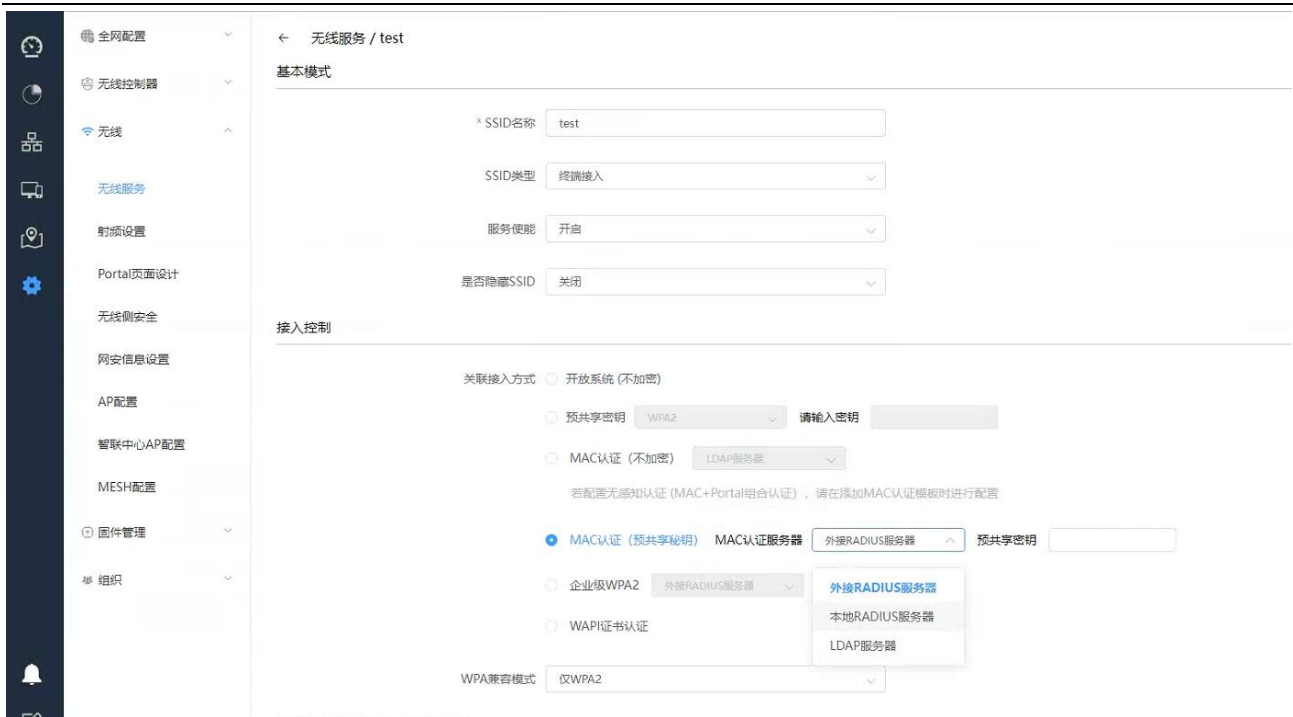 全网配置
无线控制器
无线
无线服务
射频设置
Portal页面设计
无线侧安全
网安信息设置
AP配置
智联中心AP配置
MESH配置
固件管理
组织
← 无线服务 / test
基本模式
* SSID名称 test
SSID类型 终端接入
服务使能 开启
是否隐藏SSID 关闭
接入控制
关联接入方式 开放系统 (不加密)
预共享密钥 WPA2 请输入密钥
MAC认证（不加密） LDAP服务器
若配置无感知认证 (MAC+Portal组合认证) ，请在添加MAC认证模板时进行配置
MAC认证（预共享秘钥） MAC认证服务器 外接RADIUS服务器 预共享密钥
企业级WPA2 外接RADIUS服务器
外接RADIUS服务器
本地RADIUS服务器
LDAP服务器
WAPI证书认证
WPA兼容模式 仅WPA2